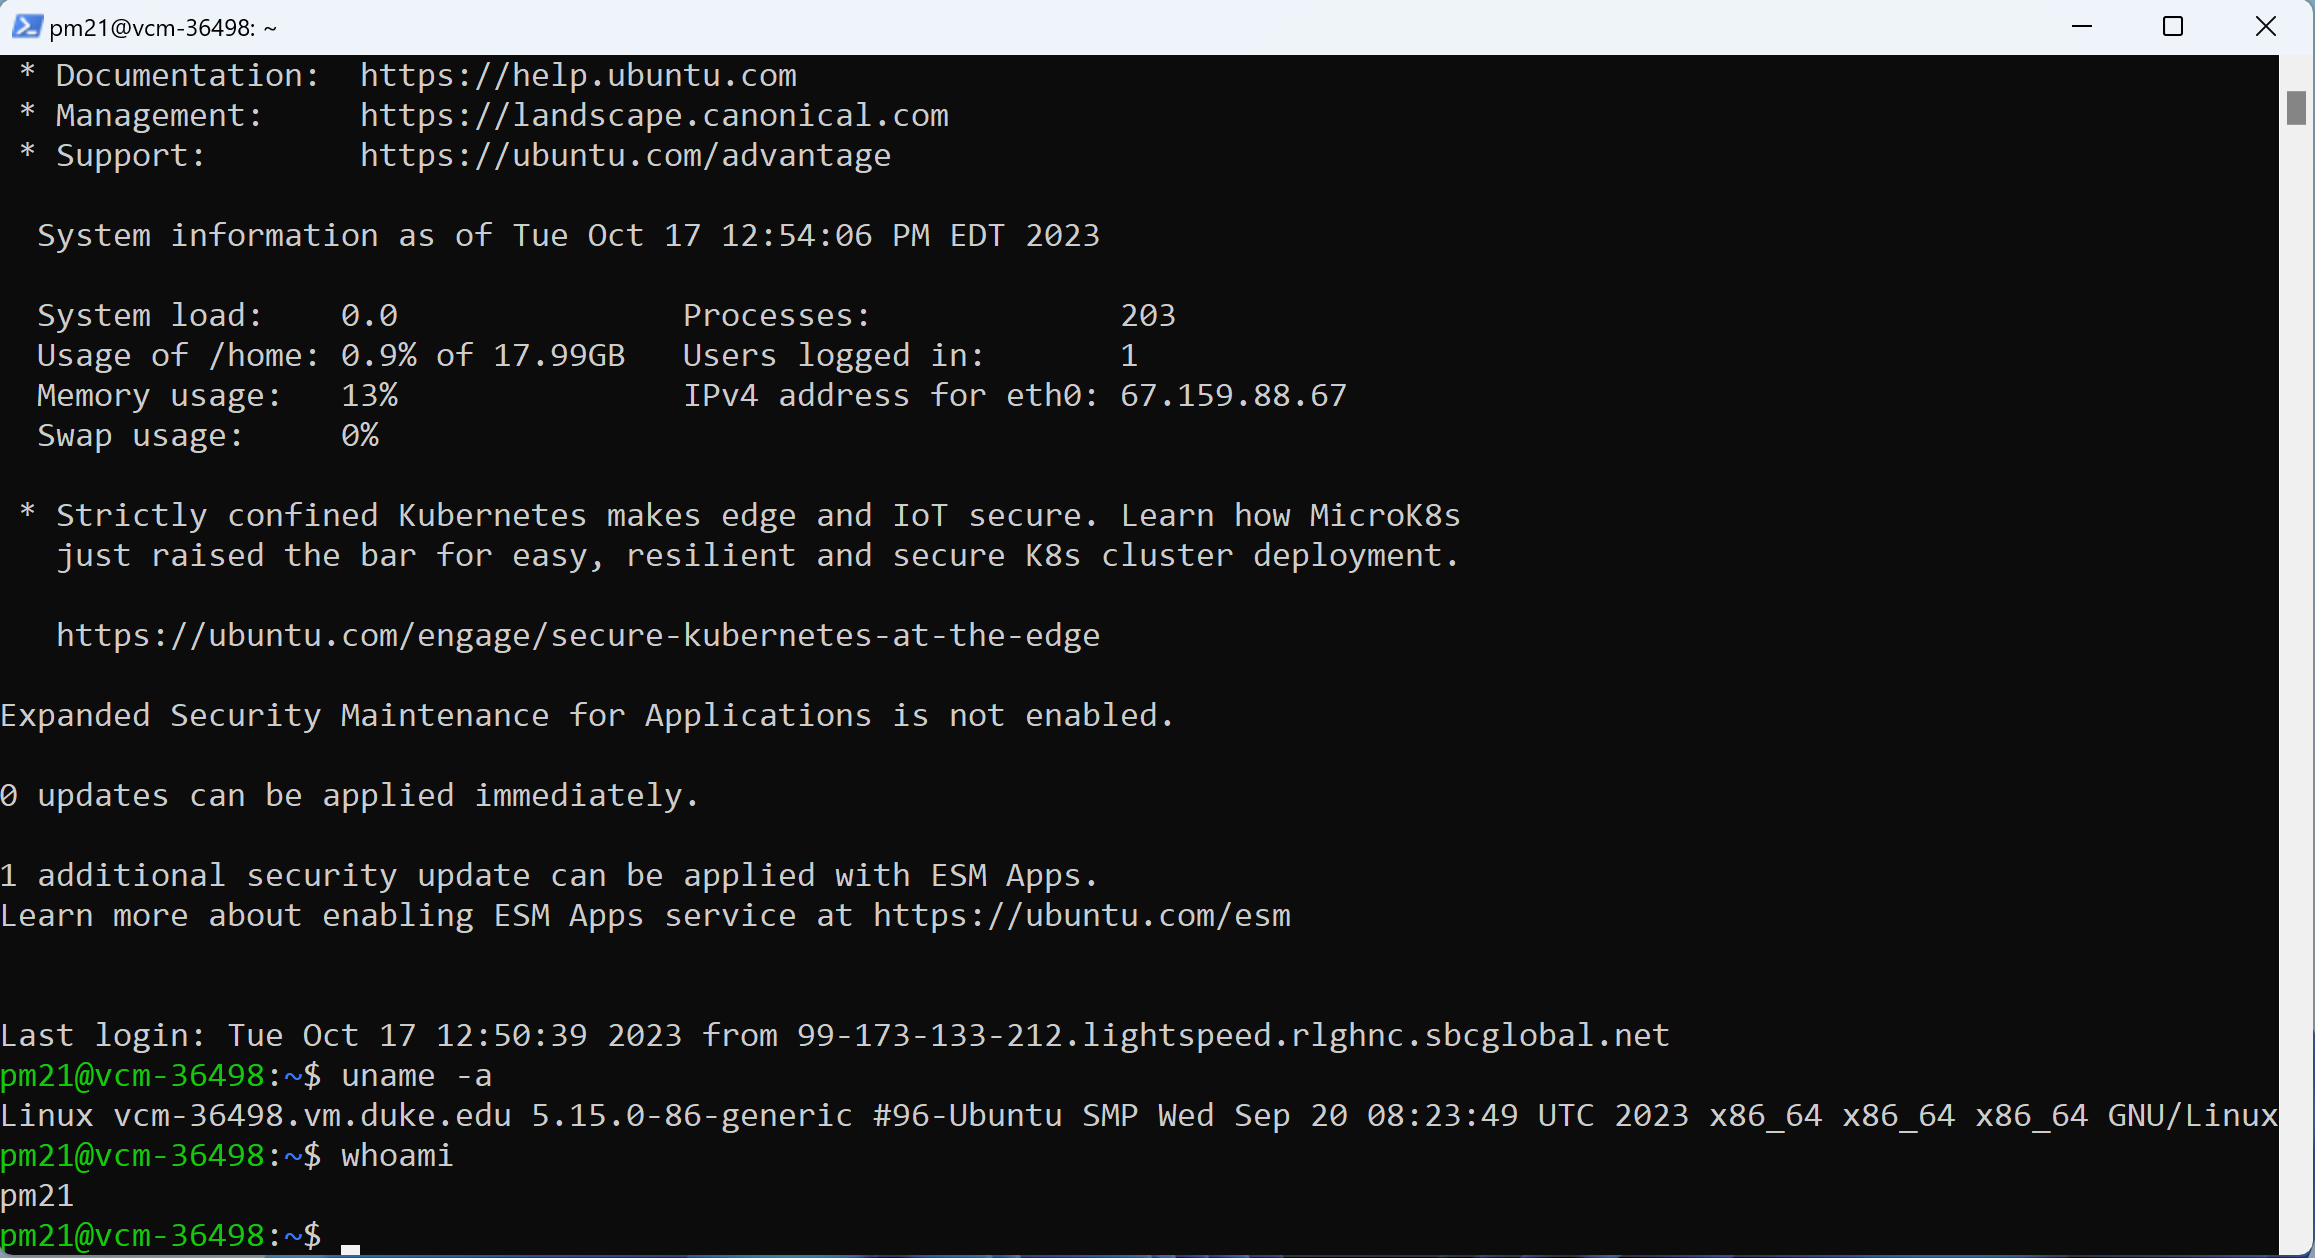 pm21@vcm-36498: ~
* Documentation:  https://help.ubuntu.com
* Management:     https://landscape.canonical.com
* Support:        https://ubuntu.com/advantage
System information as of Tue Oct 17 12:54:06 PM EDT 2023
System load:    0.0               Processes:             203
Usage of /home: 0.9% of 17.99GB   Users logged in:       1
Memory usage:   13%               IPv4 address for eth0: 67.159.88.67
Swap usage:     0%
* Strictly confined Kubernetes makes edge and IoT secure. Learn how MicroK8s
just raised the bar for easy, resilient and secure K8s cluster deployment.
https://ubuntu.com/engage/secure-kubernetes-at-the-edge
Expanded Security Maintenance for Applications is not enabled.
0 updates can be applied immediately.
1 additional security update can be applied with ESM Apps.
Learn more about enabling ESM Apps service at https://ubuntu.com/esm
Last login: Tue Oct 17 12:50:39 2023 from 99-173-133-212.lightspeed.rlghnc.sbcglobal.net
pm21@vcm-36498:~$ uname -a
Linux vcm-36498.vm.duke.edu 5.15.0-86-generic #96-Ubuntu SMP Wed Sep 20 08:23:49 UTC 2023 x86_64 x86_64 x86_64 GNU/Linux
pm21@vcm-36498:~$ whoami
pm21
pm21@vcm-36498:~$